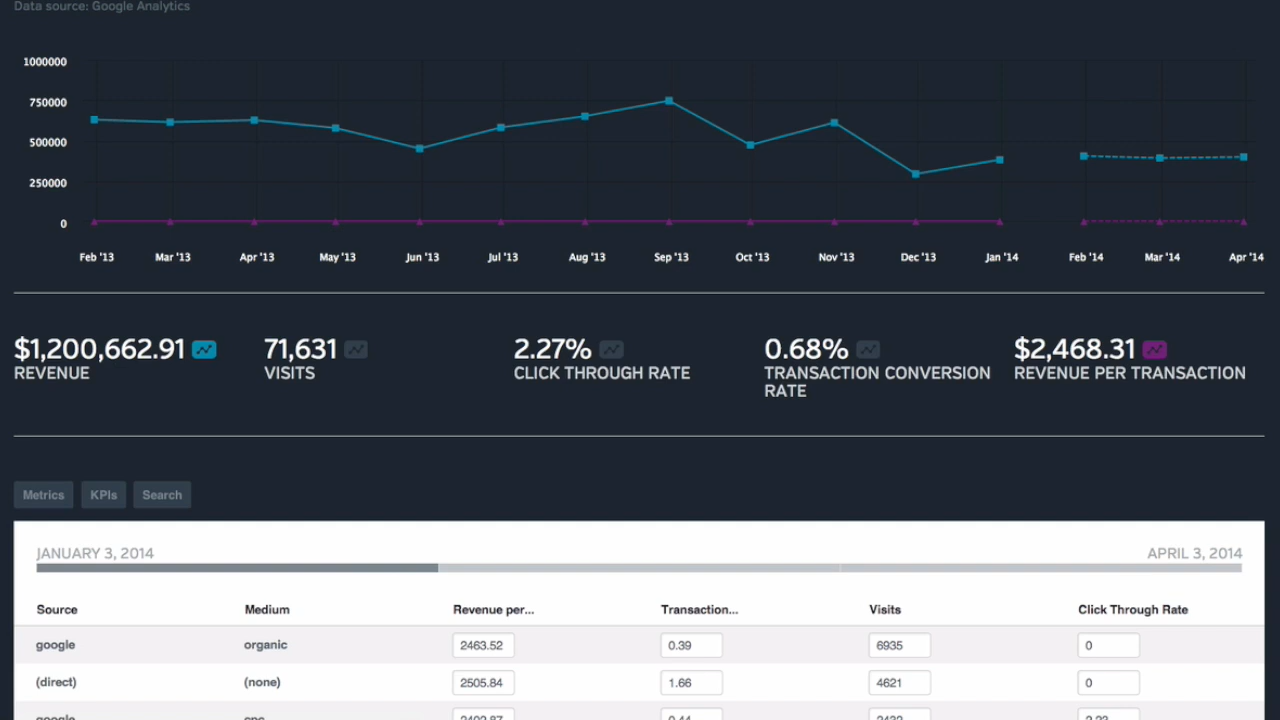 Data source: Google Analytics
1000000
750000
500000
250000
0
Feb '13 Mar '13 Apr '13 May '13 Jun '13 Jul '13 Aug '13 Sep '13 Oct '13 Nov '13 Dec '13 Jan '14 Feb '14 Mar '14 Apr '14
$1,200,662.91 71,631 2.27% 0.68% $2,468.31
REVENUE VISITS CLICK THROUGH RATE TRANSACTION CONVERSION REVENUE PER TRANSACTION
RATE
Metrics KPIs Search
JANUARY 3, 2014 APRIL 3, 2014
Source Medium Revenue per... Transaction... Visits Click Through Rate
google organic 2463.52 0.39 6935 0
(direct) (none) 2505.84 1.66 4621 0
google cpc